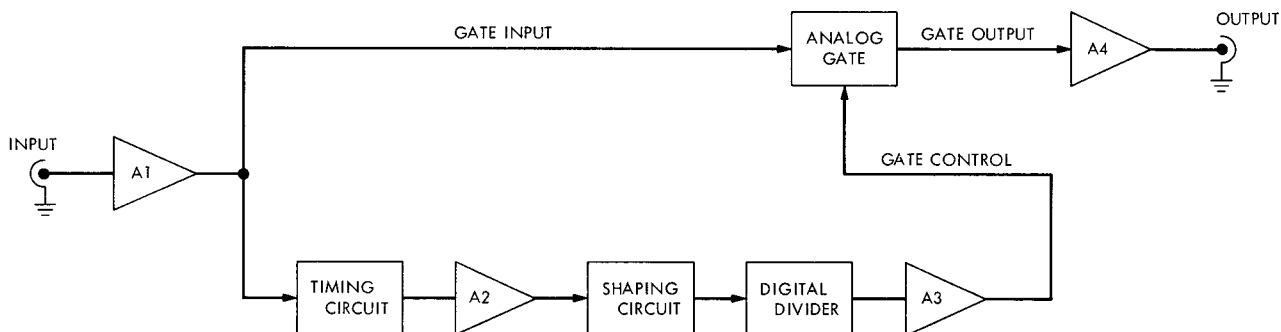 GATE INPUT
ANALOG
GATE
GATE OUTPUT
A4
OUTPUT
INPUT
A1
GATE CONTROL
TIMING
CIRCUIT
A2
SHAPING
CIRCUIT
DIGITAL
DIVIDER
A3